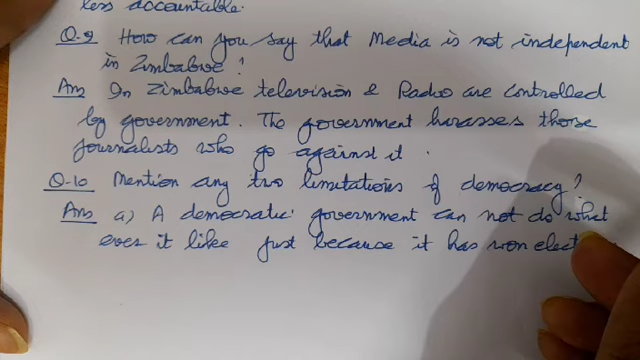 less accountable.
Q.9 How can you say that Media is not independent
in Zimbabwe?
Ans In Zimbabwe television & Radio are controlled
by government. The government harasses those
journalists who go against it.
Q.10 Mention any two limitations of democracy?
Ans a) A democratic government can not do what
ever it like just because it has won elect